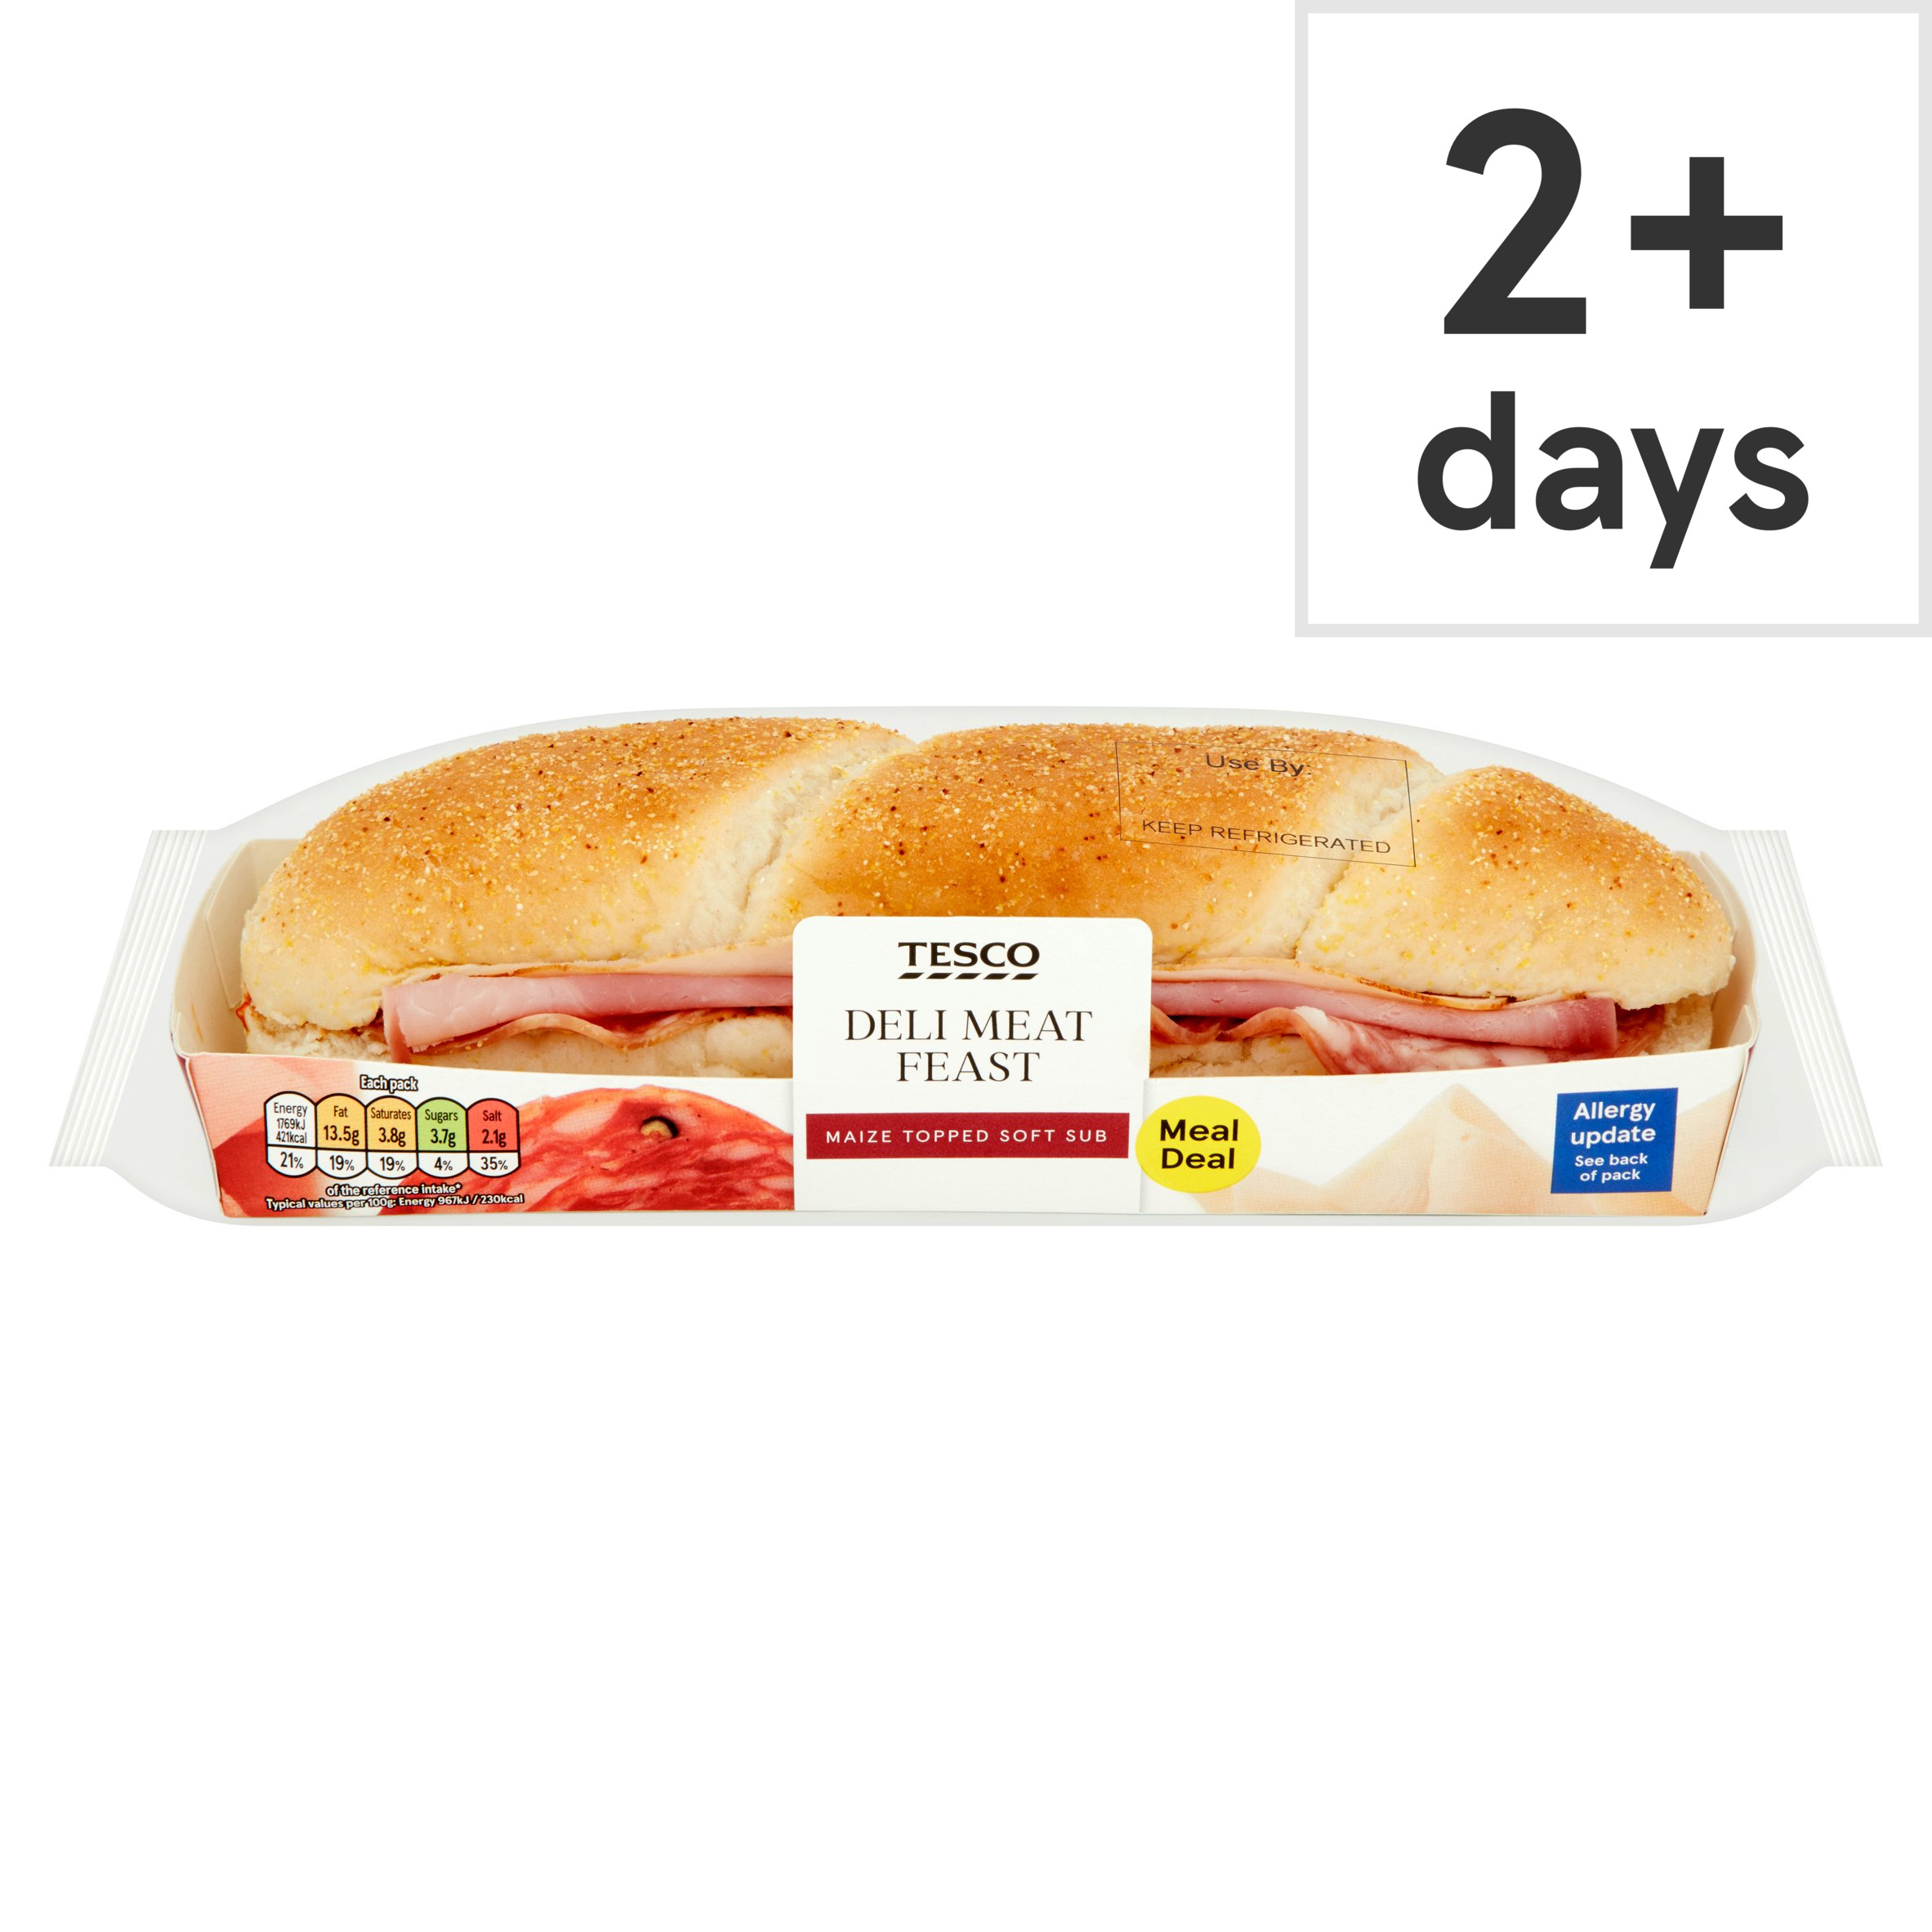 2+
days
Use By:
KEEP REFRIGERATED
TESCO
DELI MEAT
FEAST
MAIZE TOPPED SOFT SUB
Meal
Deal
Allergy
update
See back
of pack
Each pack
Energy 1769kJ 421kcal 21%
Fat 13.5g 19%
Saturates 3.8g 19%
Sugars 3.7g 4%
Salt 2.1g 35%
of the reference intake*
Typical values per 100g: Energy 967kJ / 230kcal